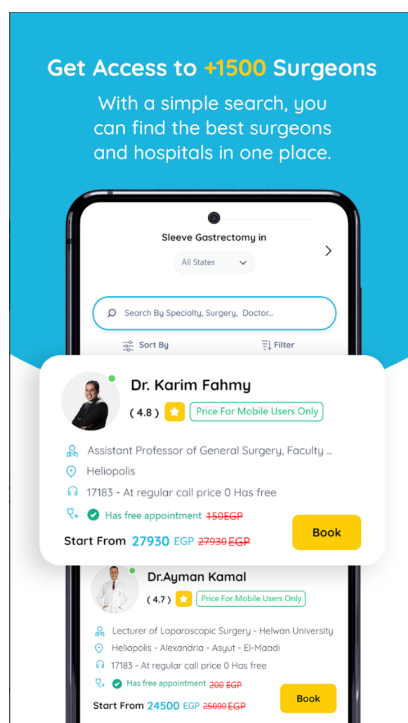 Get Access to +1500 Surgeons
With a simple search, you
can find the best surgeons
and hospitals in one place.
Sleeve Gastrectomy in
All States
Search By Specialty, Surgery, Doctor...
Sort By
Filter
Dr. Karim Fahmy
( 4.8 ) Price For Mobile Users Only
Assistant Professor of General Surgery, Faculty ...
Heliopolis
17183 - At regular call price 0 Has free
Has free appointment 150EGP
Start From 27930 EGP 27930 EGP
Book
Dr.Ayman Kamal
( 4.7 ) Price For Mobile Users Only
Lecturer of Laparoscopic Surgery - Helwan University
Heliopolis - Alexandria - Asyut - El-Maadi
17183 - At regular call price 0 Has free
Has free appointment 200 EGP
Start From 24500 EGP 25000 EGP
Book